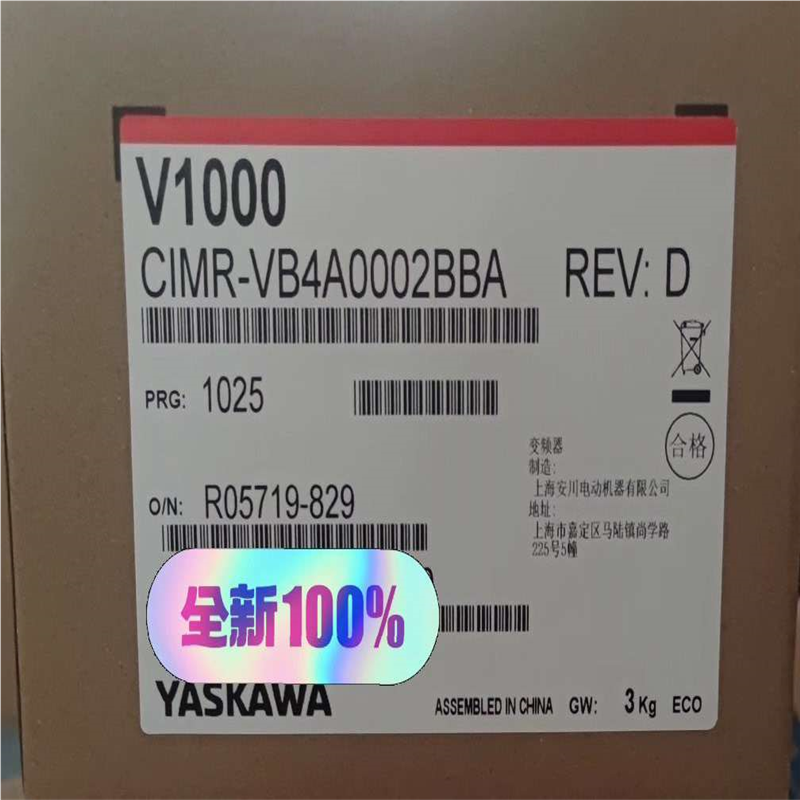 V1000
CIMR-VB4A0002BBA REV: D
PRG: 1025
合格
变频器
制造:
上海安川电动机器有限公司
地址:
上海市嘉定区马陆镇尚学路
225号5幢
O/N: R05719-829
全新100%
YASKAWA ASSEMBLED IN CHINA GW: 3Kg ECO